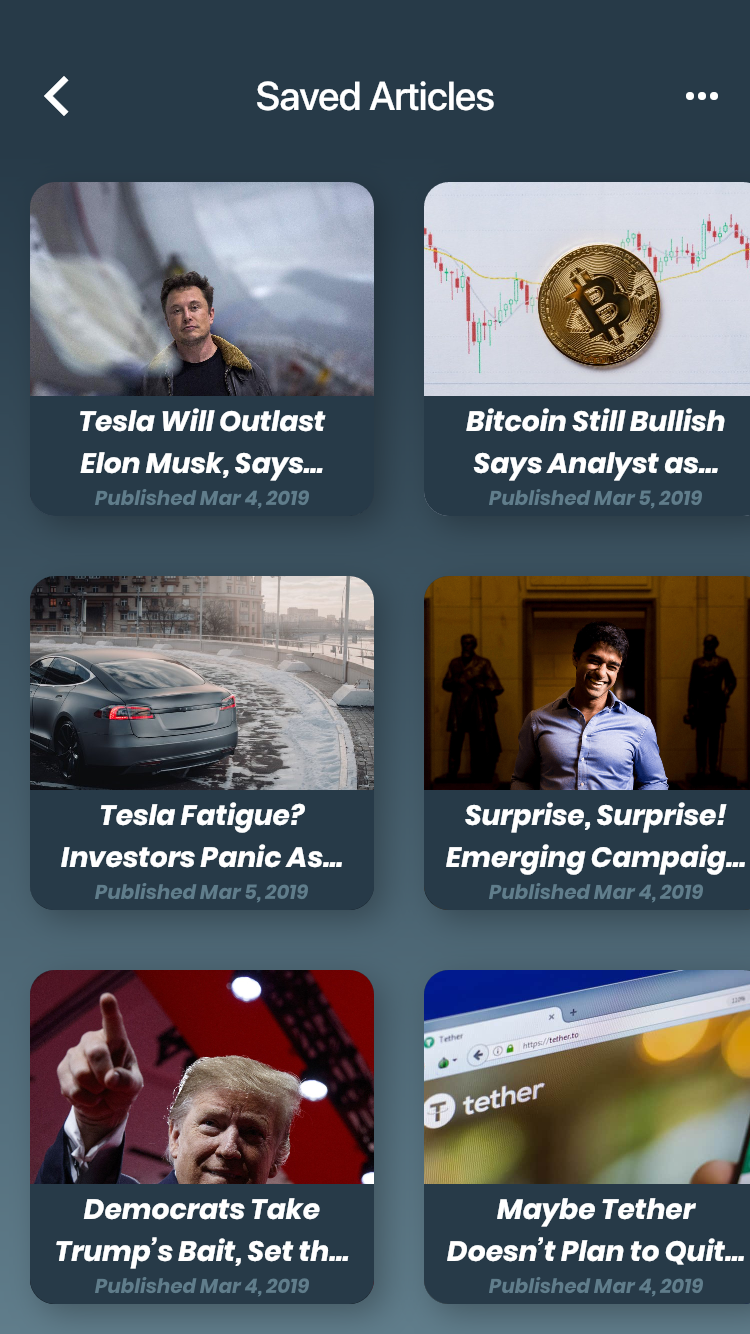 Saved Articles
Tesla Will Outlast
Elon Musk, Says...
Published Mar 4, 2019
Bitcoin Still Bullish
Says Analyst as...
Published Mar 5, 2019
Tesla Fatigue?
Investors Panic As...
Published Mar 5, 2019
Surprise, Surprise!
Emerging Campaig...
Published Mar 4, 2019
Democrats Take
Trump’s Bait, Set th...
Published Mar 4, 2019
Tether
https://tether.to
tether
Maybe Tether
Doesn’t Plan to Quit...
Published Mar 4, 2019